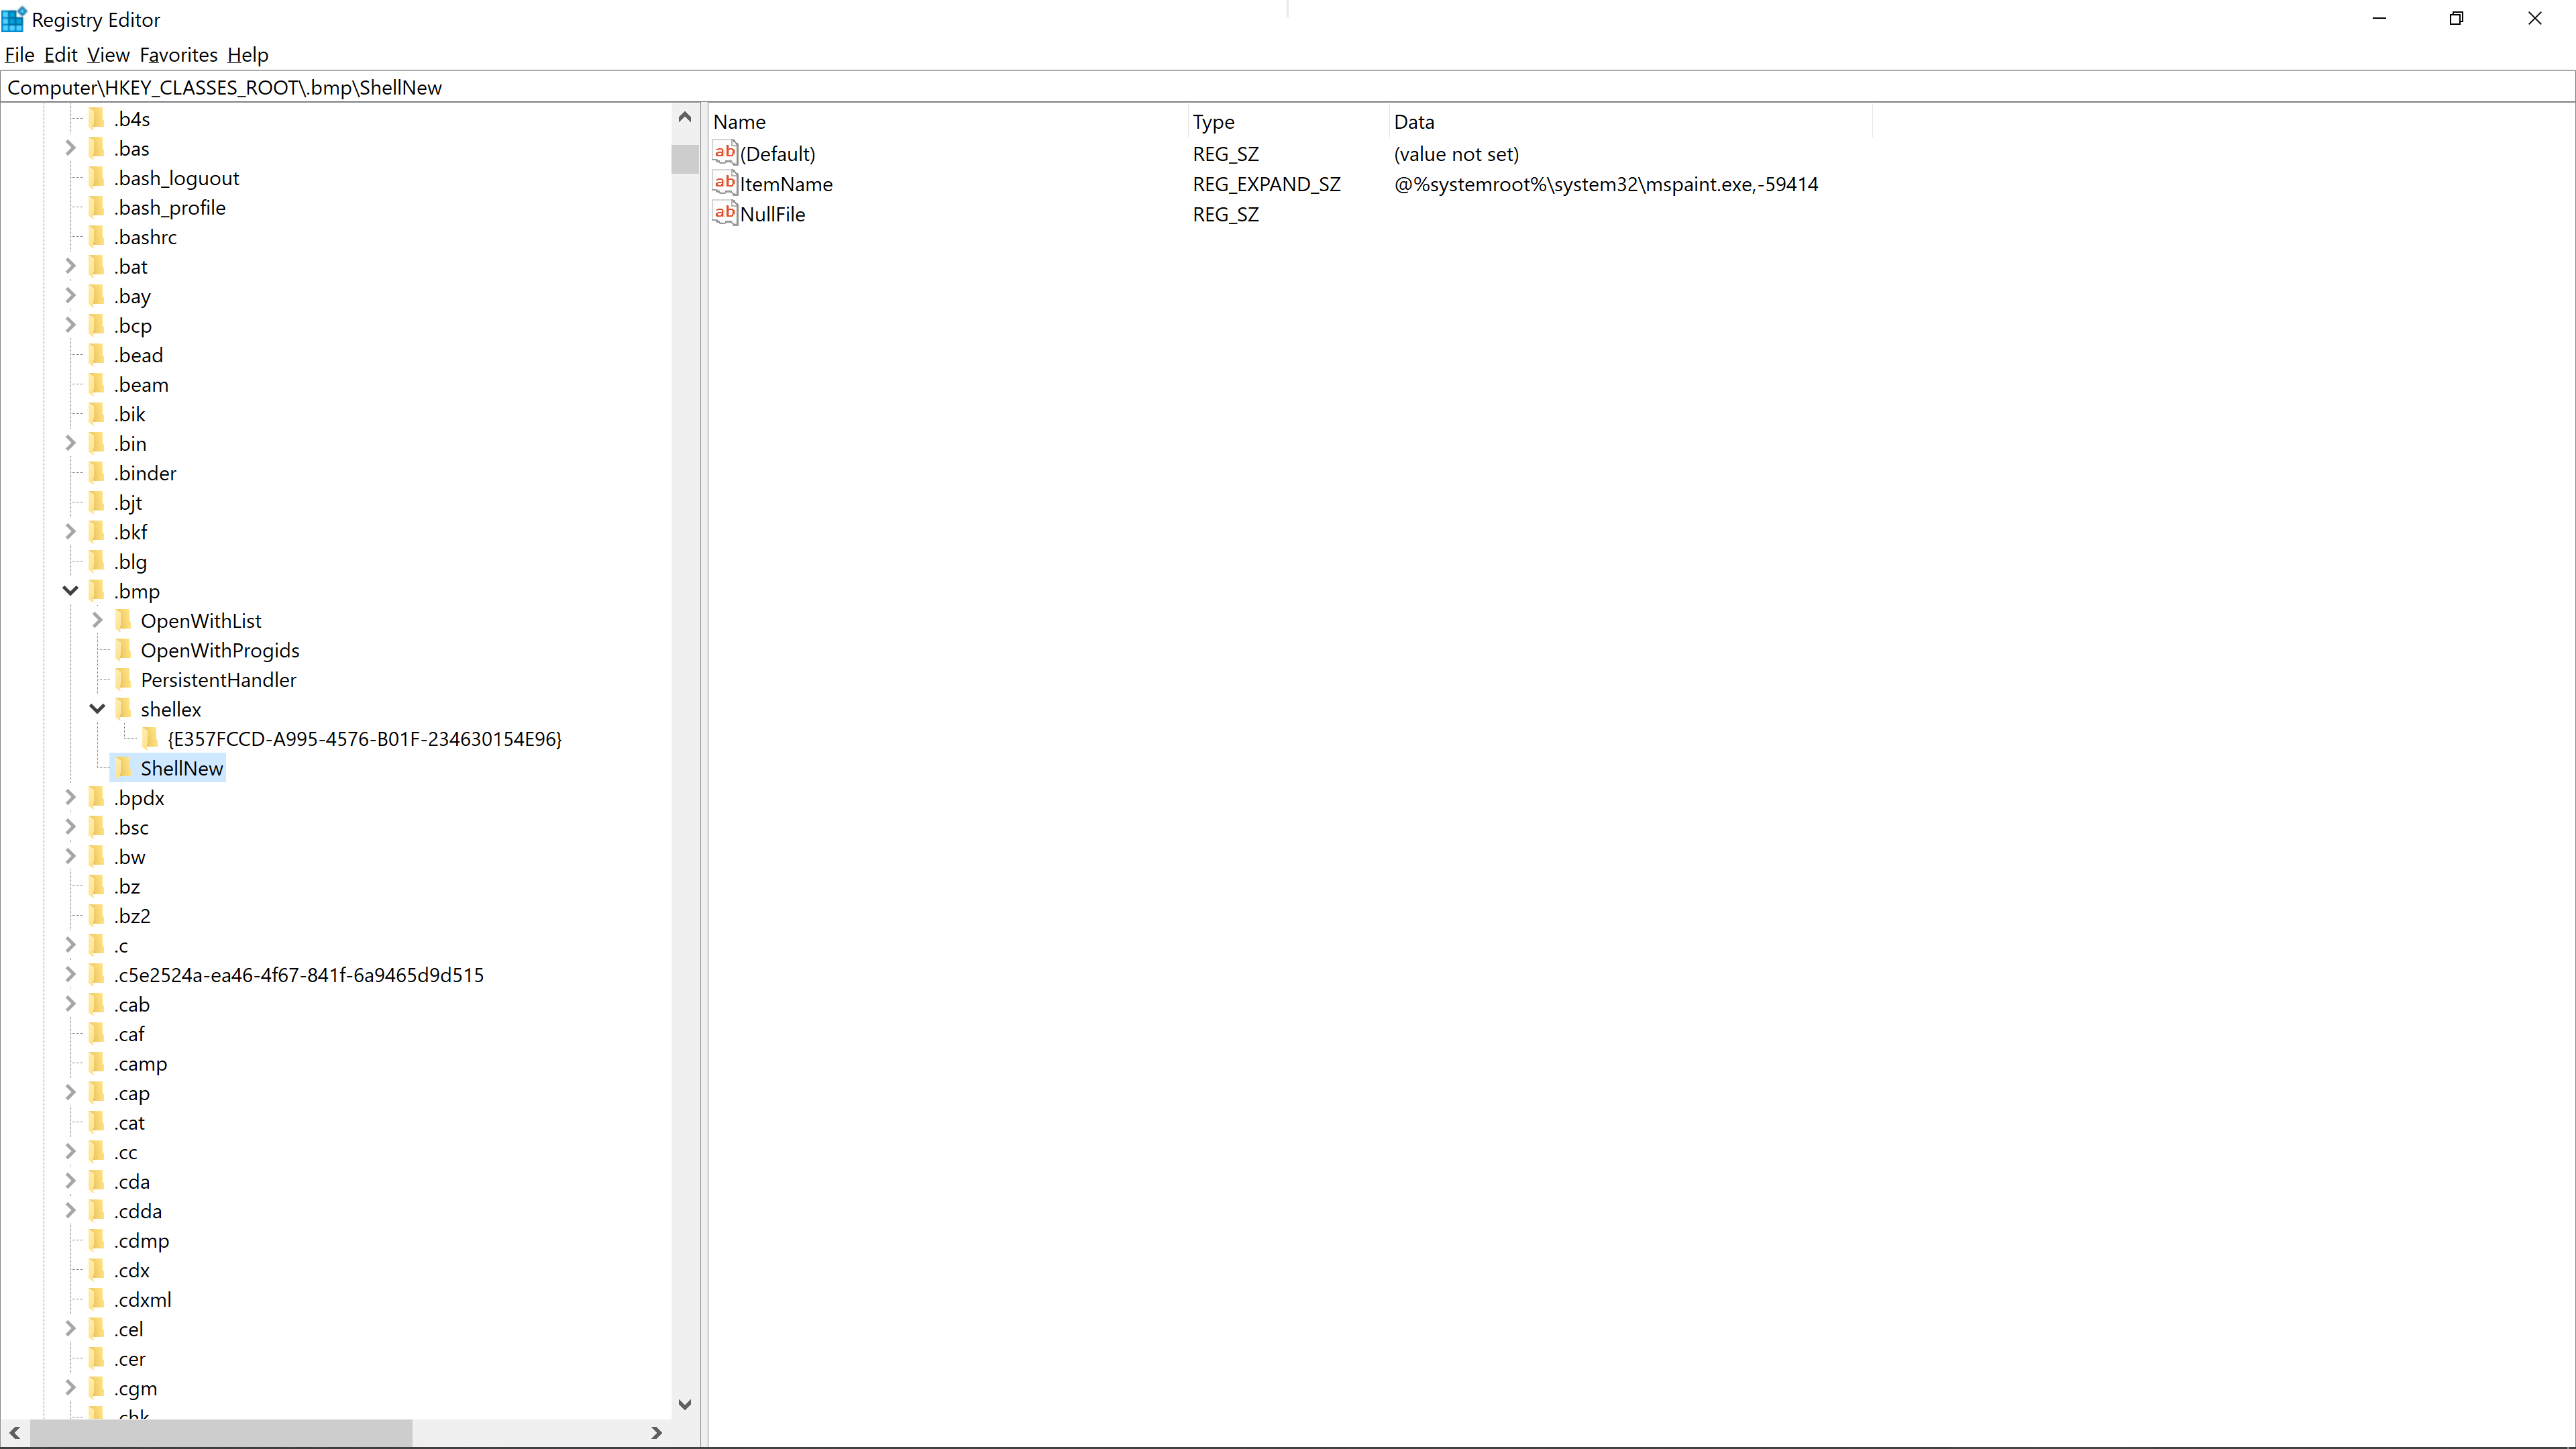 Registry Editor
File Edit View Favorites Help
Computer\HKEY_CLASSES_ROOT\.bmp\ShellNew
.b4s
.bas
.bash_loguout
.bash_profile
.bashrc
.bat
.bay
.bcp
.bead
.beam
.bik
.bin
.binder
.bjt
.bkf
.blg
.bmp
OpenWithList
OpenWithProgids
PersistentHandler
shellex
{E357FCCD-A995-4576-B01F-234630154E96}
ShellNew
.bpdx
.bsc
.bw
.bz
.bz2
.c
.c5e2524a-ea46-4f67-841f-6a9465d9d515
.cab
.caf
.camp
.cap
.cat
.cc
.cda
.cdda
.cdmp
.cdx
.cdxml
.cel
.cer
.cgm
.chk
Name Type Data
(Default) REG_SZ (value not set)
ItemName REG_EXPAND_SZ @%systemroot%\system32\mspaint.exe,-59414
NullFile REG_SZ